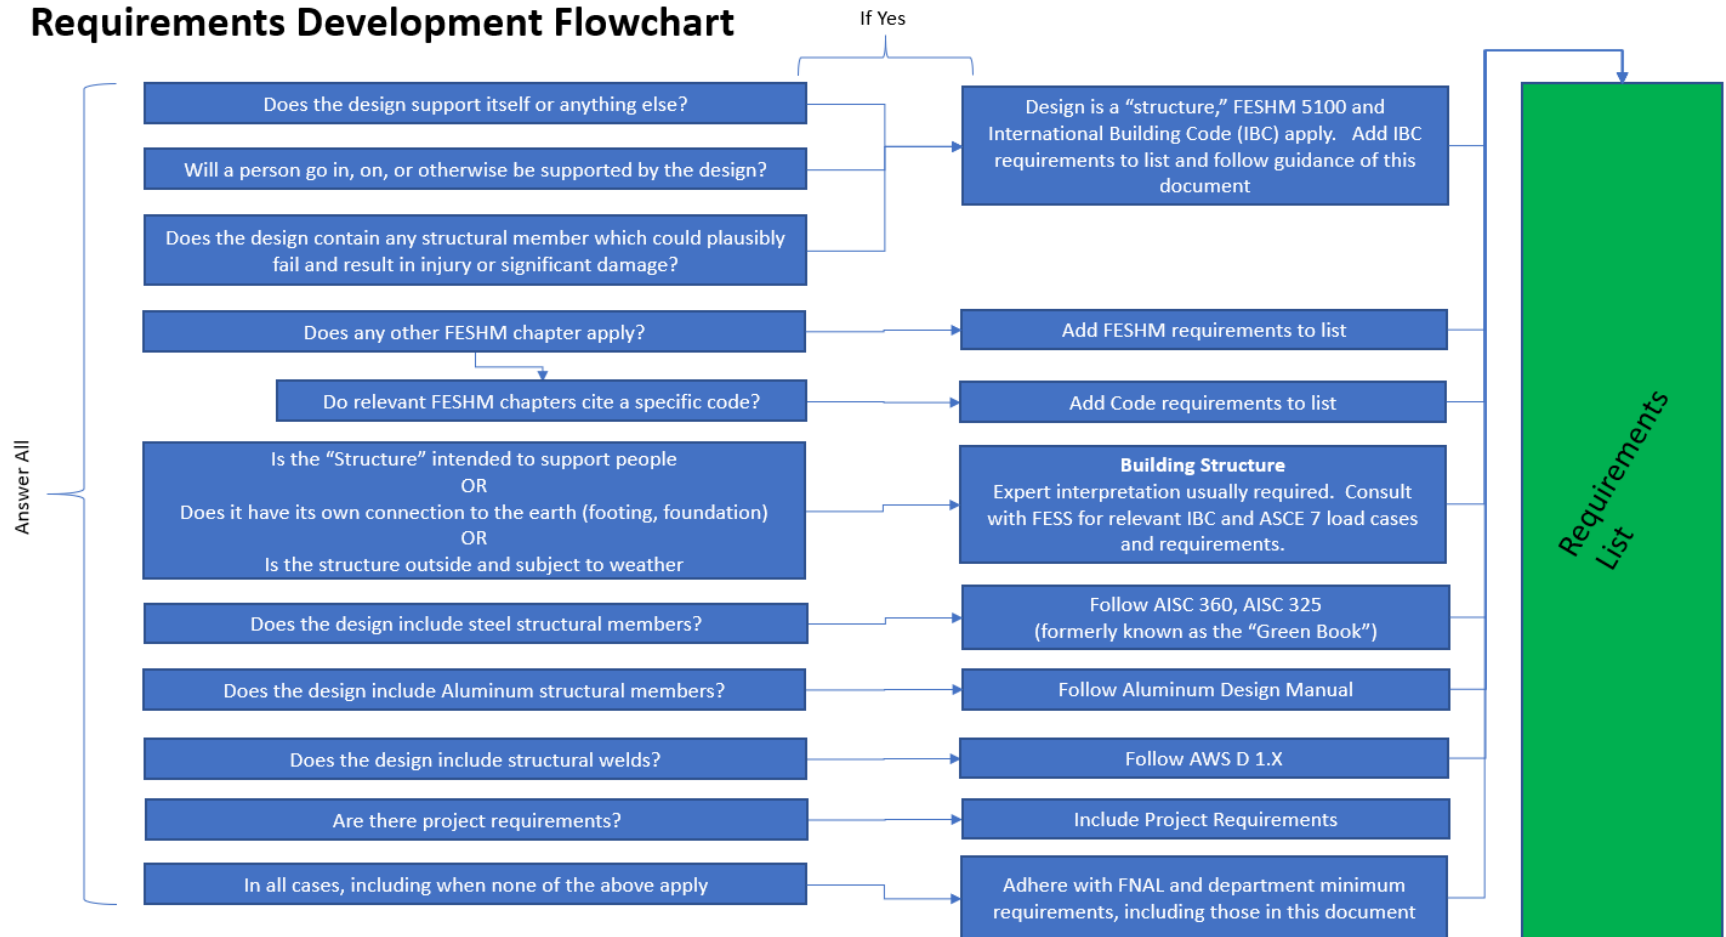 Requirements Development Flowchart
If Yes
Answer All
Does the design support itself or anything else?
Will a person go in, on, or otherwise be supported by the design?
Does the design contain any structural member which could plausibly
fail and result in injury or significant damage?
Design is a “structure,” FESHM 5100 and
International Building Code (IBC) apply.   Add IBC
requirements to list and follow guidance of this
document
Does any other FESHM chapter apply?
Add FESHM requirements to list
Do relevant FESHM chapters cite a specific code?
Add Code requirements to list
Is the “Structure” intended to support people
OR
Does it have its own connection to the earth (footing, foundation)
OR
Is the structure outside and subject to weather
Building Structure
Expert interpretation usually required.  Consult
with FESS for relevant IBC and ASCE 7 load cases
and requirements.
Does the design include steel structural members?
Follow AISC 360, AISC 325
(formerly known as the “Green Book”)
Does the design include Aluminum structural members?
Follow Aluminum Design Manual
Does the design include structural welds?
Follow AWS D 1.X
Are there project requirements?
Include Project Requirements
In all cases, including when none of the above apply
Adhere with FNAL and department minimum
requirements, including those in this document
Requirements
List